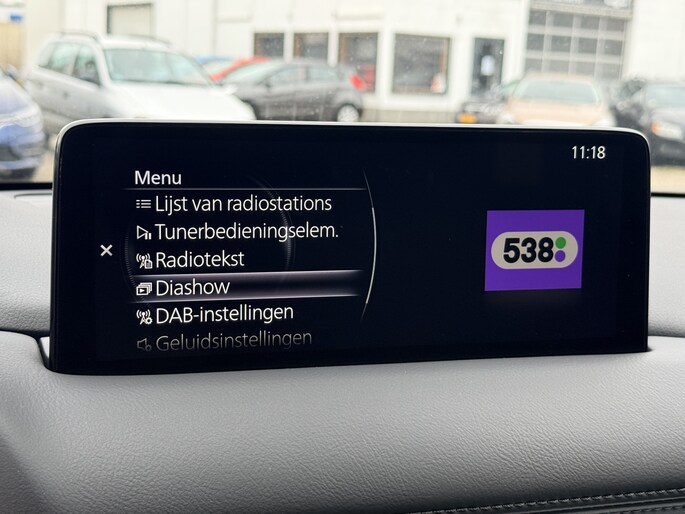 11:18
Menu
Lijst van radiostations
Tunerbedieningselem.
Radiotekst
Diashow
DAB-instellingen
Geluidsinstellingen
538